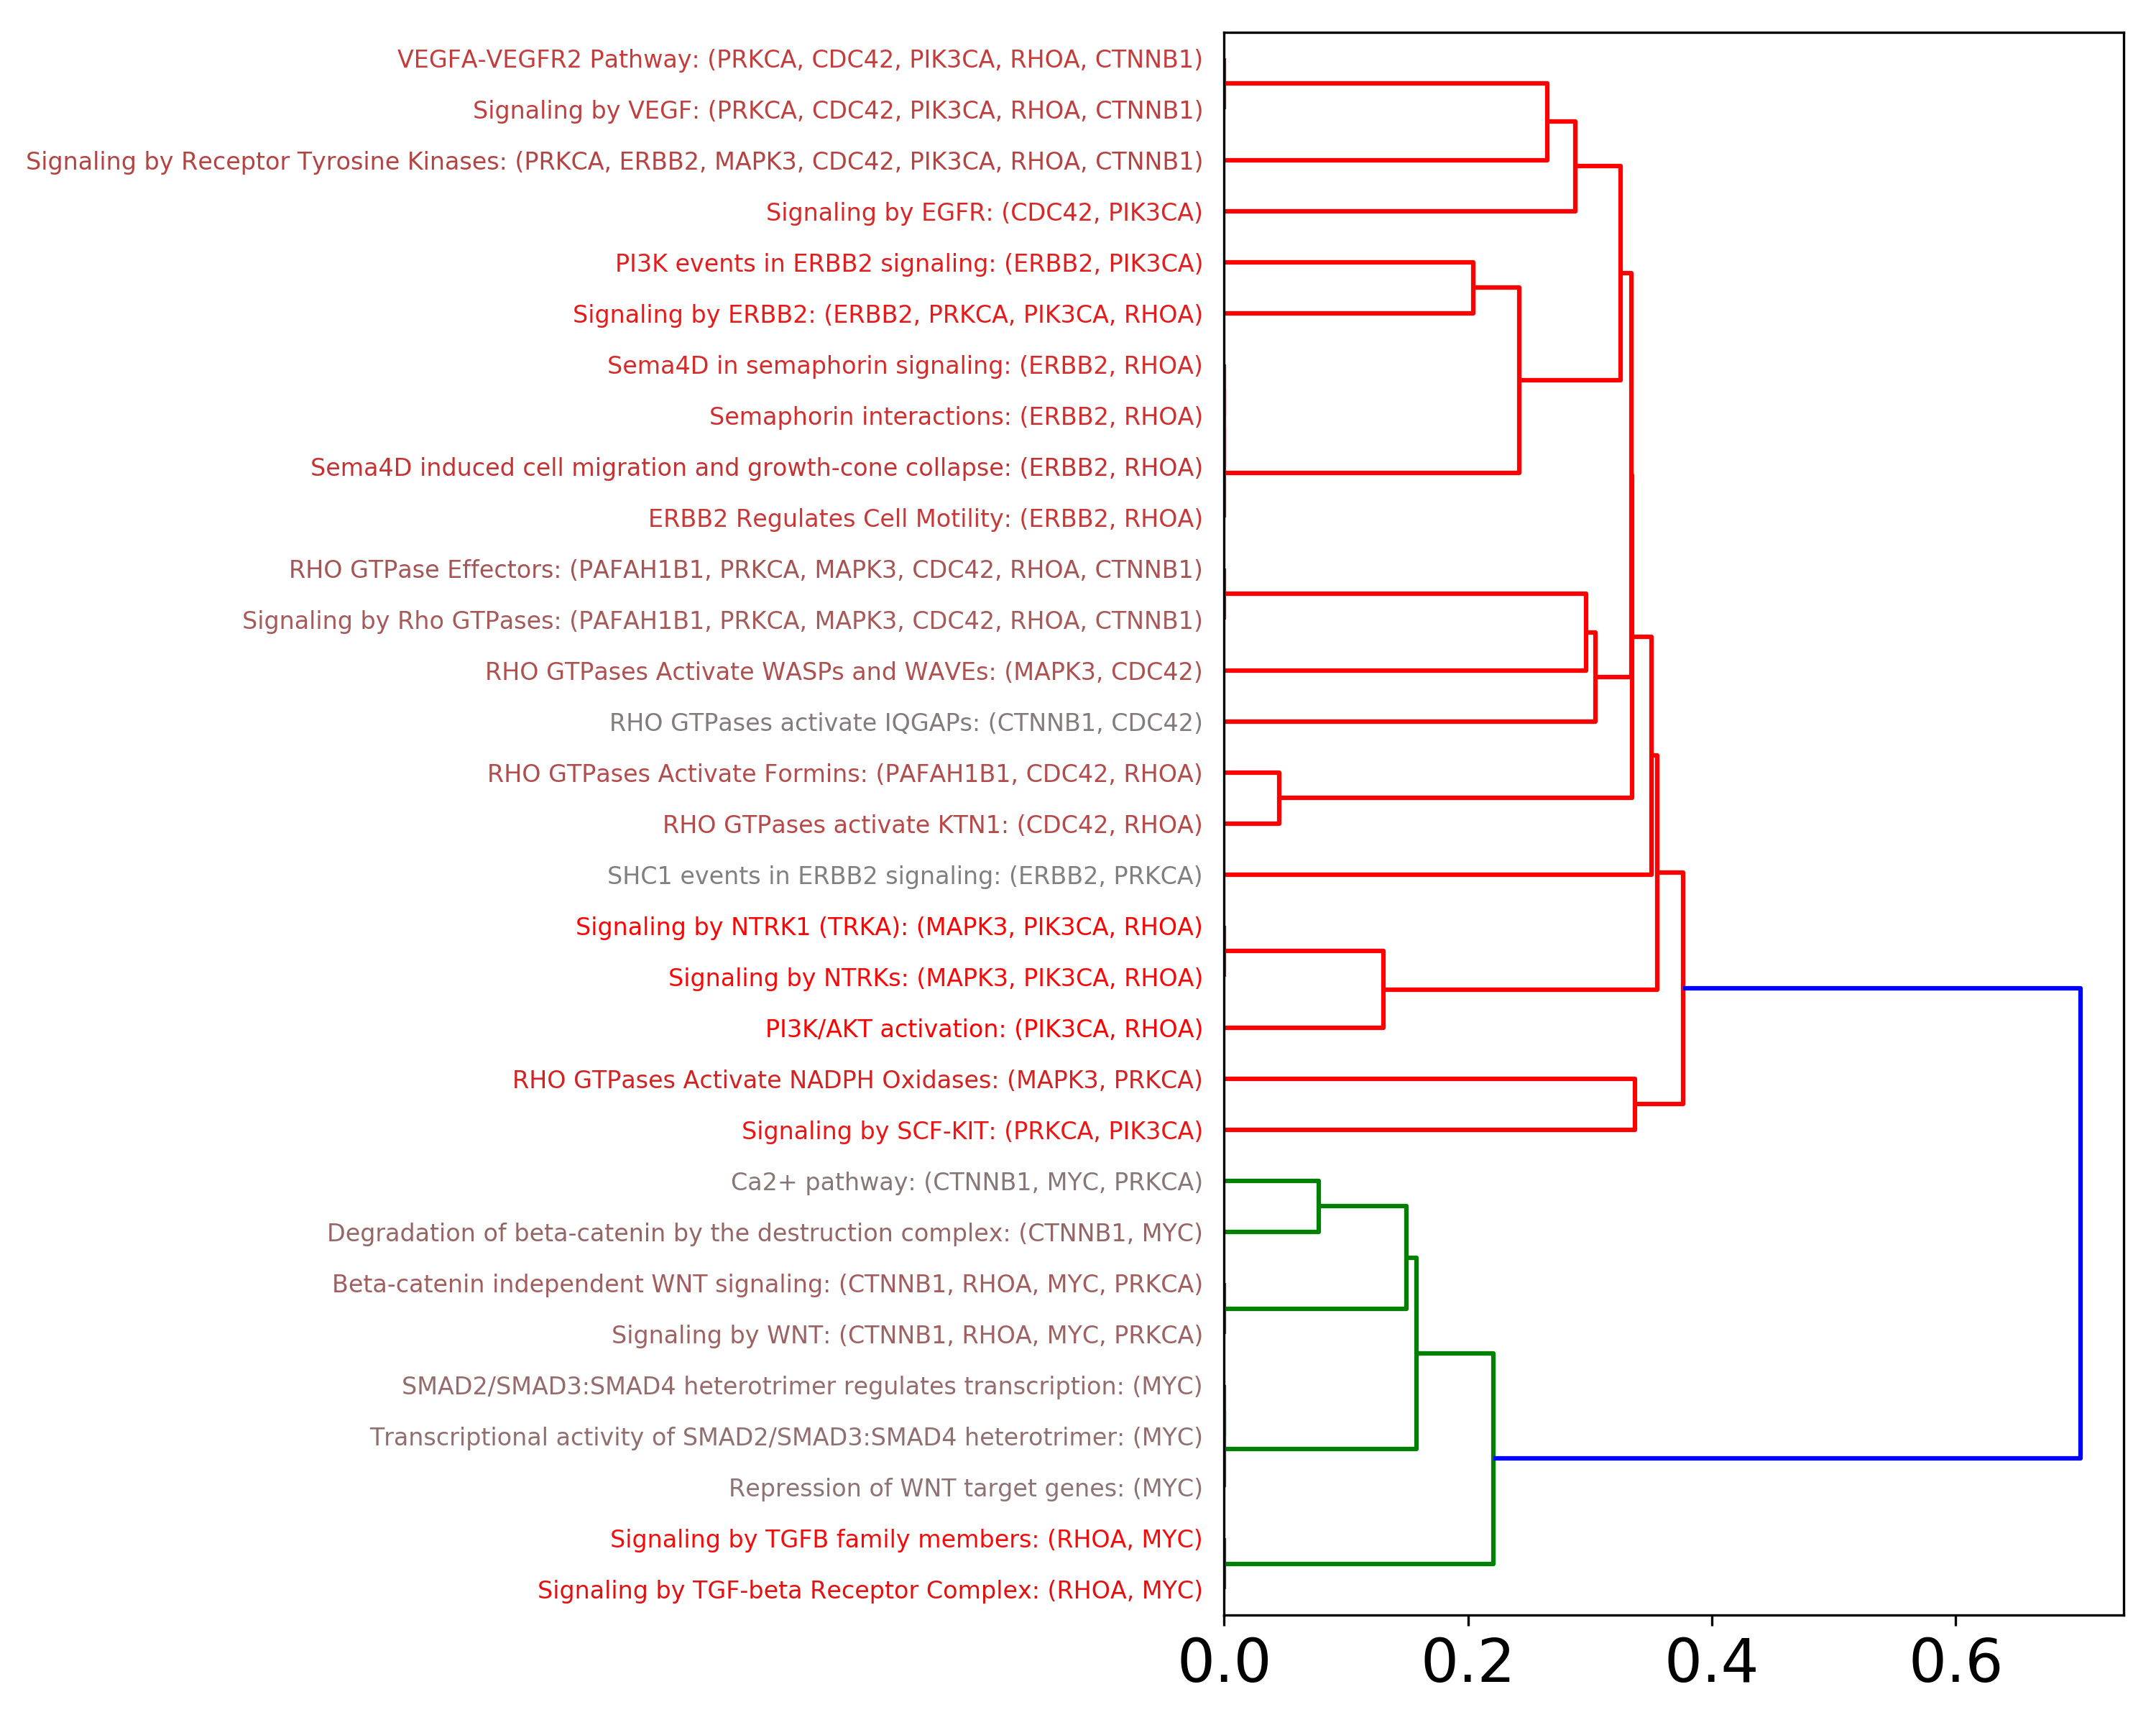 VEGFA-VEGFR2 Pathway: (PRKCA, CDC42, PIK3CA, RHOA, CTNNB1)
Signaling by VEGF: (PRKCA, CDC42, PIK3CA, RHOA, CTNNB1)
Signaling by Receptor Tyrosine Kinases: (PRKCA, ERBB2, MAPK3, CDC42, PIK3CA, RHOA, CTNNB1)
Signaling by EGFR: (CDC42, PIK3CA)
PI3K events in ERBB2 signaling: (ERBB2, PIK3CA)
Signaling by ERBB2: (ERBB2, PRKCA, PIK3CA, RHOA)
Sema4D in semaphorin signaling: (ERBB2, RHOA)
Semaphorin interactions: (ERBB2, RHOA)
Sema4D induced cell migration and growth-cone collapse: (ERBB2, RHOA)
ERBB2 Regulates Cell Motility: (ERBB2, RHOA)
RHO GTPase Effectors: (PAFAH1B1, PRKCA, MAPK3, CDC42, RHOA, CTNNB1)
Signaling by Rho GTPases: (PAFAH1B1, PRKCA, MAPK3, CDC42, RHOA, CTNNB1)
RHO GTPases Activate WASPs and WAVEs: (MAPK3, CDC42)
RHO GTPases activate IQGAPs: (CTNNB1, CDC42)
RHO GTPases Activate Formins: (PAFAH1B1, CDC42, RHOA)
RHO GTPases activate KTN1: (CDC42, RHOA)
SHC1 events in ERBB2 signaling: (ERBB2, PRKCA)
Signaling by NTRK1 (TRKA): (MAPK3, PIK3CA, RHOA)
Signaling by NTRKs: (MAPK3, PIK3CA, RHOA)
PI3K/AKT activation: (PIK3CA, RHOA)
RHO GTPases Activate NADPH Oxidases: (MAPK3, PRKCA)
Signaling by SCF-KIT: (PRKCA, PIK3CA)
Ca2+ pathway: (CTNNB1, MYC, PRKCA)
Degradation of beta-catenin by the destruction complex: (CTNNB1, MYC)
Beta-catenin independent WNT signaling: (CTNNB1, RHOA, MYC, PRKCA)
Signaling by WNT: (CTNNB1, RHOA, MYC, PRKCA)
SMAD2/SMAD3:SMAD4 heterotrimer regulates transcription: (MYC)
Transcriptional activity of SMAD2/SMAD3:SMAD4 heterotrimer: (MYC)
Repression of WNT target genes: (MYC)
Signaling by TGFB family members: (RHOA, MYC)
Signaling by TGF-beta Receptor Complex: (RHOA, MYC)
0.0 0.2 0.4 0.6